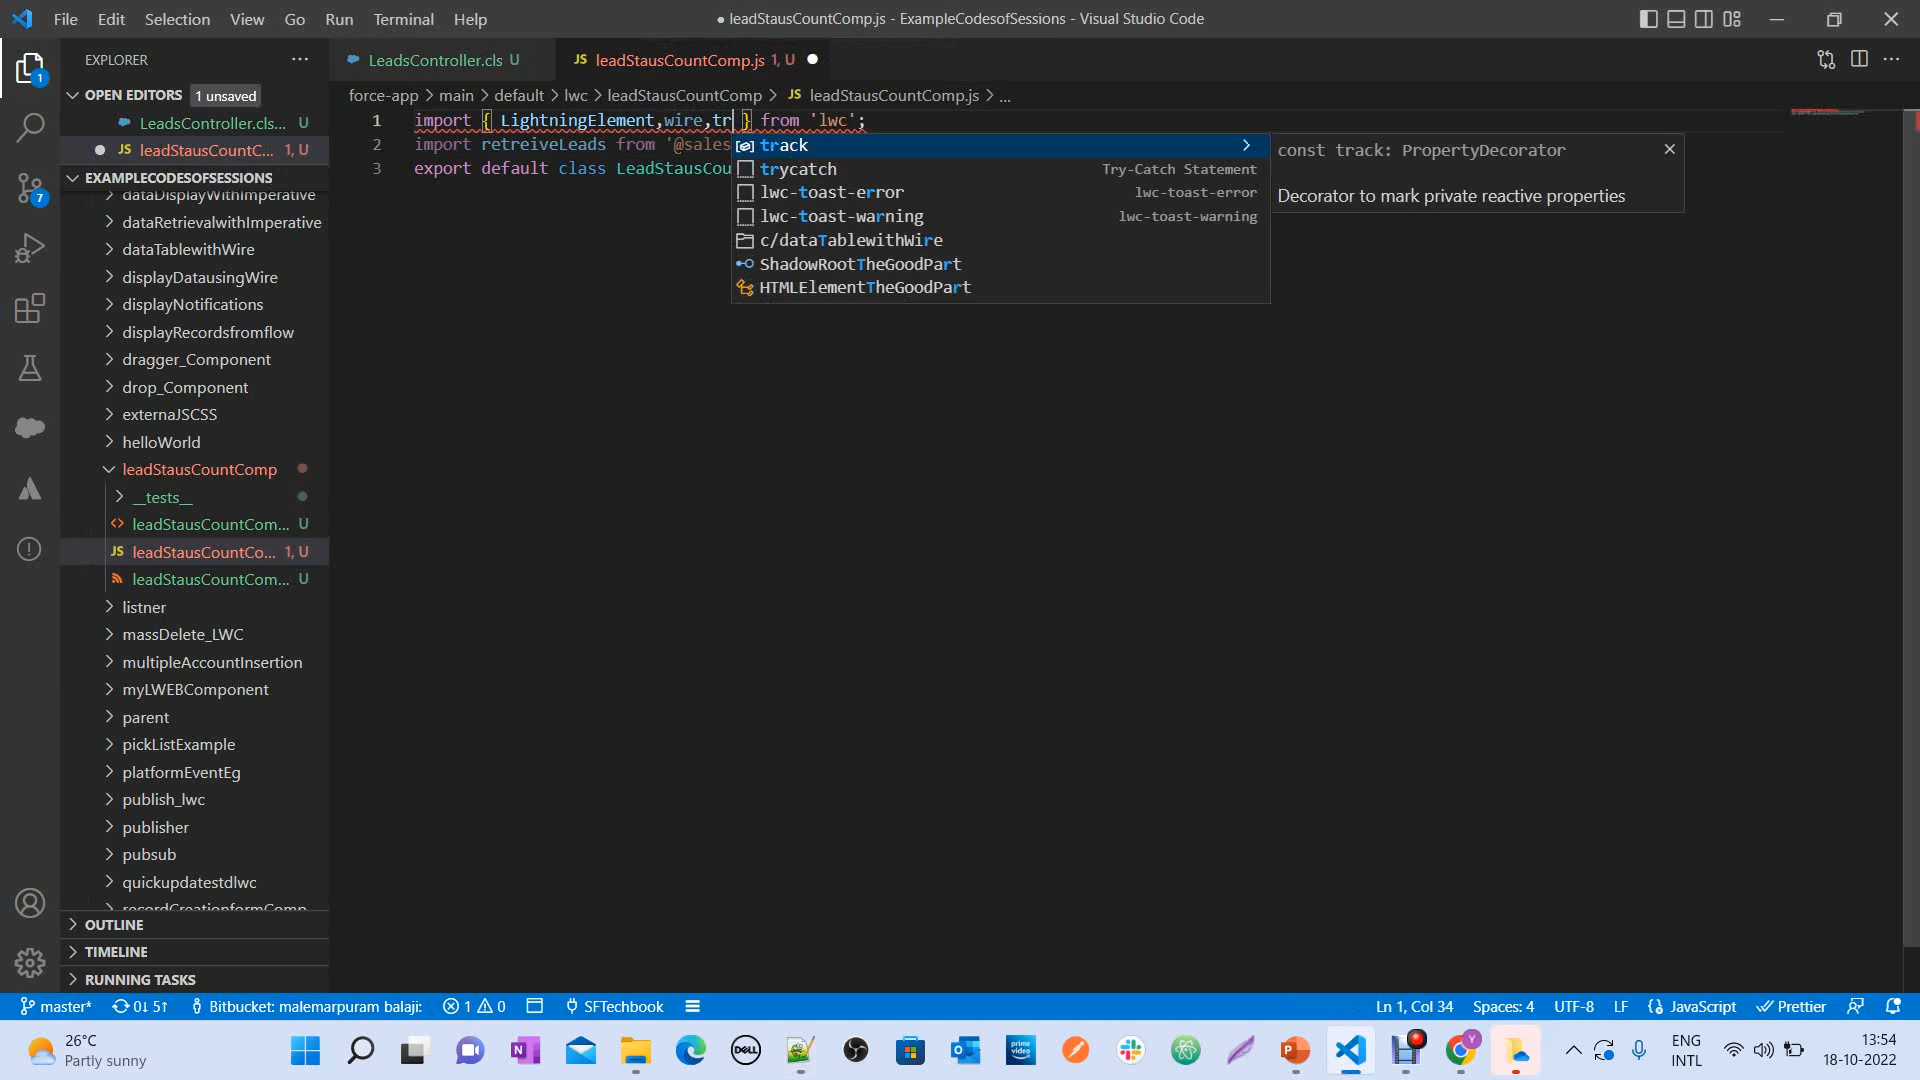 File Edit Selection View Go Run Terminal Help
● leadStausCountComp.js - ExampleCodesofSessions - Visual Studio Code
EXPLORER
OPEN EDITORS 1 unsaved
LeadsController.cls... U
leadStausCountC... 1, U
EXAMPLECODESOFSESSIONS
dataDisplayWithImperative
dataRetrievalwithImperative
dataTablewithWire
displayDatausingWire
displayNotifications
displayRecordsfromflow
dragger_Component
drop_Component
externaJSCSS
helloWorld
leadStausCountComp
__tests__
leadStausCountCom... U
leadStausCountCo... 1, U
leadStausCountCom... U
listner
massDelete_LWC
multipleAccountInsertion
myLWEBComponent
parent
pickListExample
platformEventEg
publish_lwc
publisher
pubsub
quickupdatestdlwc
recordCreationformComp
OUTLINE
TIMELINE
RUNNING TASKS
LeadsController.cls U
JS leadStausCountComp.js 1, U
force-app > main > default > lwc > leadStausCountComp > JS leadStausCountComp.js > ...
1 import { LightningElement,wire,tr } from 'lwc';
2 import retreiveLeads from '@sales
3 export default class LeadStausCou
track
trycatch Try-Catch Statement
lwc-toast-error lwc-toast-error
lwc-toast-warning lwc-toast-warning
c/dataTablewithWire
ShadowRootTheGoodPart
HTMLElementTheGoodPart
const track: PropertyDecorator
Decorator to mark private reactive properties
master* 0↓ 5↑ Bitbucket: malemarpuram balaji: 1 0 SFTechbook
Ln 1, Col 34 Spaces: 4 UTF-8 LF JavaScript Prettier
26°C
Partly sunny
ENG
INTL
13:54
18-10-2022